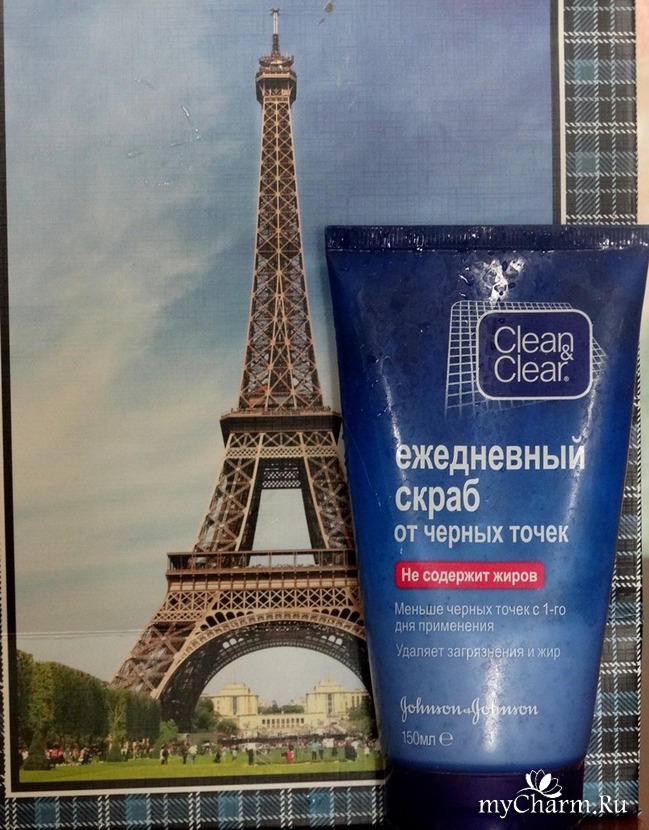 Clean
&
Clear®
ежедневный
скраб
от черных точек
Не содержит жиров
Меньше черных точек с 1-го
дня применения
Удаляет загрязнения и жир
Johnson & Johnson
150мл ℮
myCharm.Ru